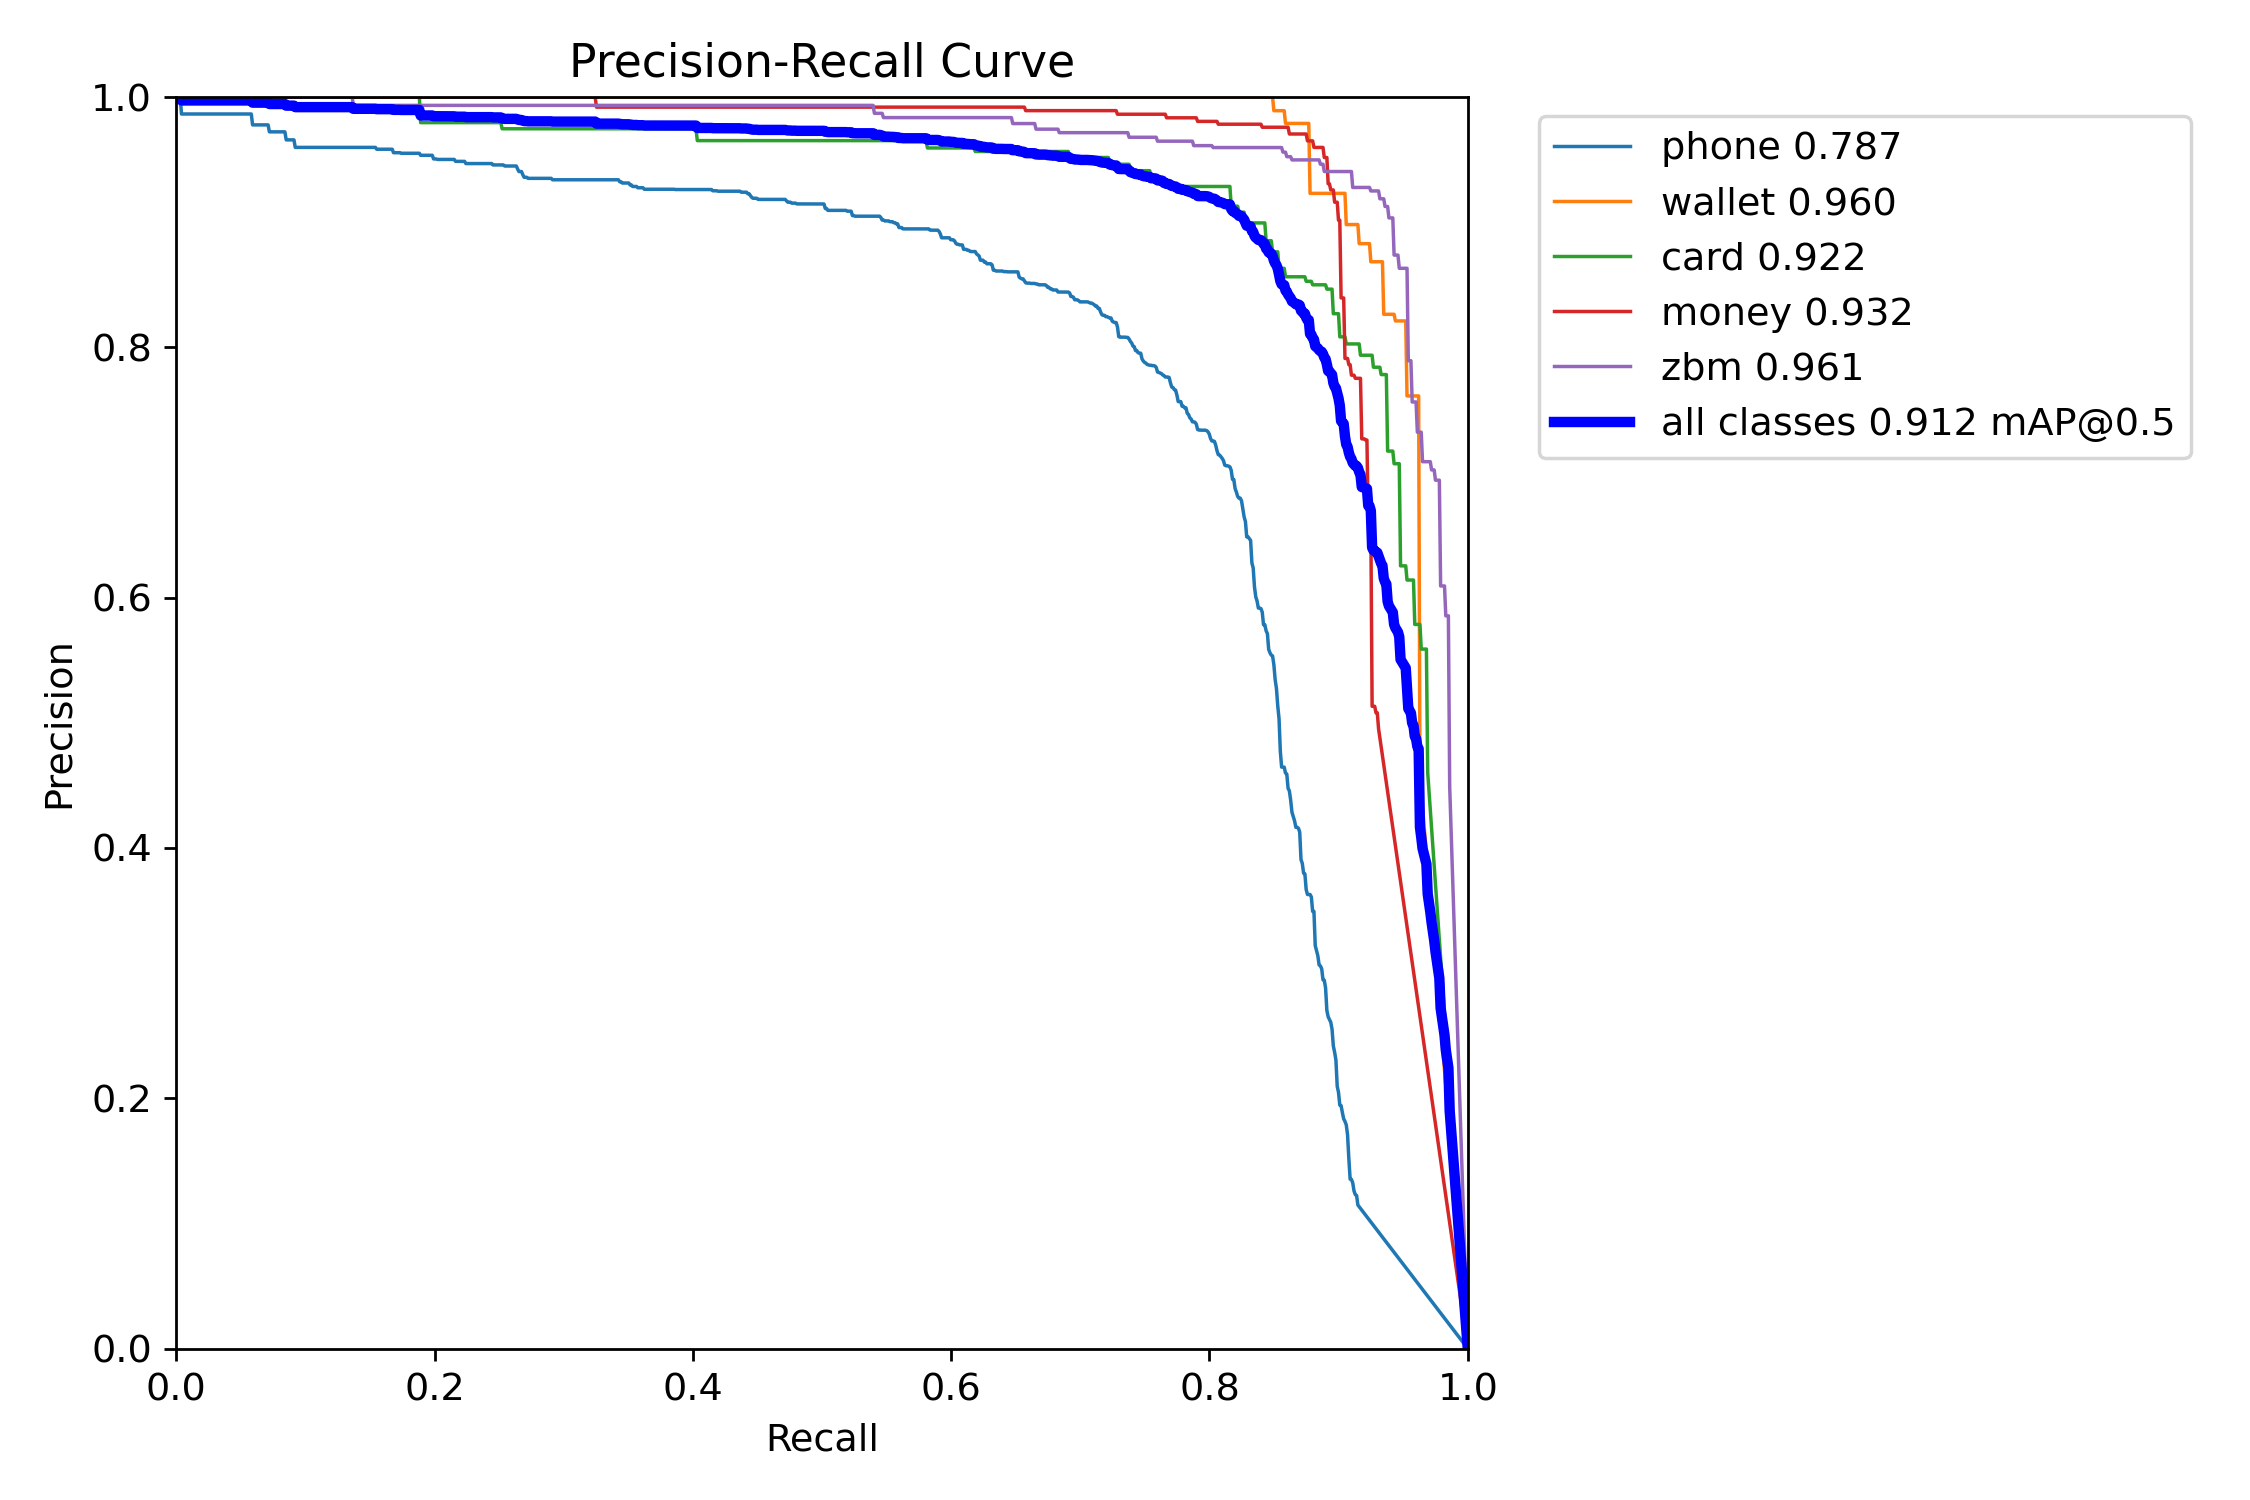 Precision-Recall Curve
1.0
0.8
0.6
0.4
0.2
0.0
Precision
0.0 0.2 0.4 0.6 0.8 1.0
Recall
phone 0.787
wallet 0.960
card 0.922
money 0.932
zbm 0.961
all classes 0.912 mAP@0.5